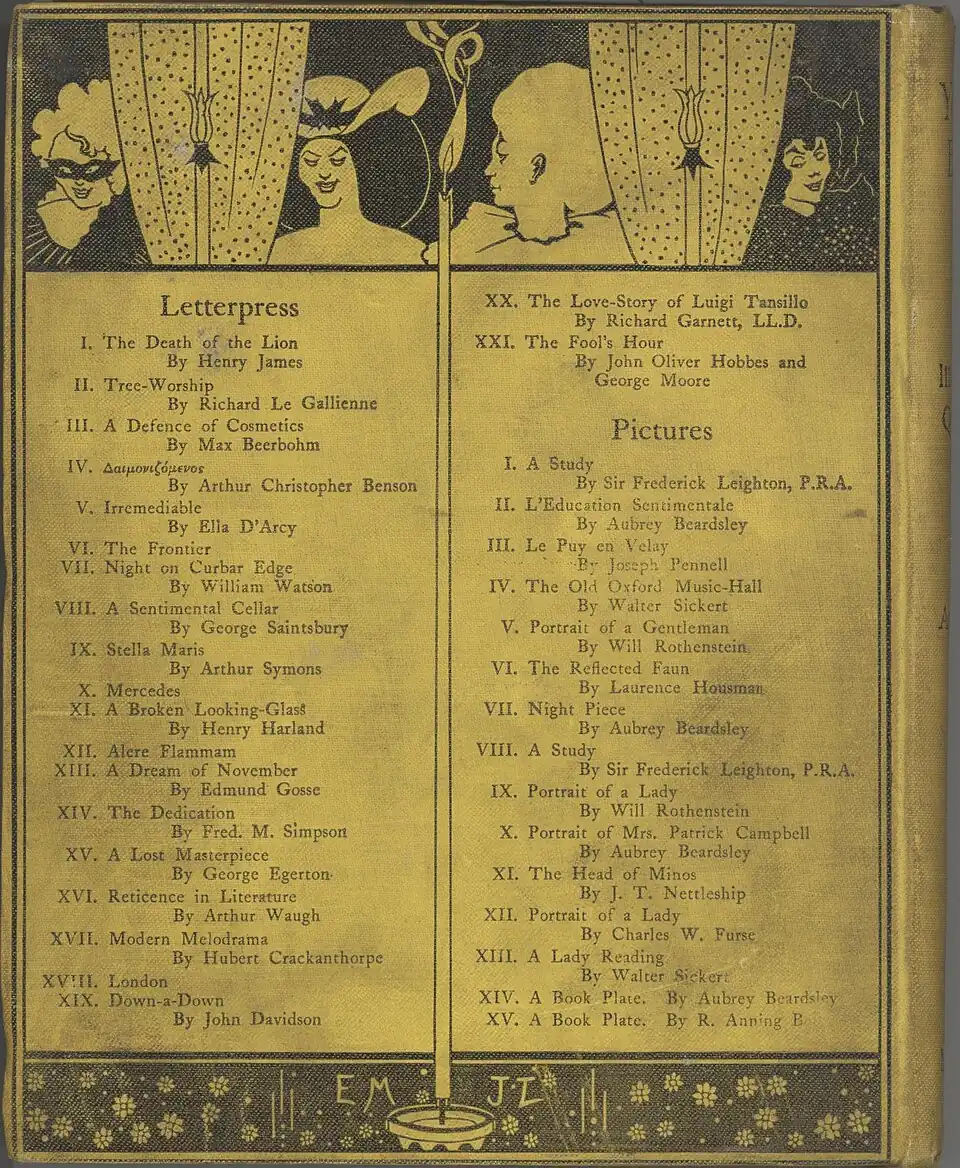 Letterpress
I. The Death of the Lion
By Henry James
II. Tree-Worship
By Richard Le Gallienne
III. A Defence of Cosmetics
By Max Beerbohm
IV. Δαιμονιζόμενος
By Arthur Christopher Benson
V. Irremediable
By Ella D'Arcy
VI. The Frontier
VII. Night on Curbar Edge
By William Watson
VIII. A Sentimental Cellar
By George Saintsbury
IX. Stella Maris
By Arthur Symons
X. Mercedes
XI. A Broken Looking-Glass
By Henry Harland
XII. Alere Flammam
XIII. A Dream of November
By Edmund Gosse
XIV. The Dedication
By Fred. M. Simpson
XV. A Lost Masterpiece
By George Egerton
XVI. Reticence in Literature
By Arthur Waugh
XVII. Modern Melodrama
By Hubert Crackanthorpe
XVIII. London
XIX. Down-a-Down
By John Davidson
XX. The Love-Story of Luigi Tansillo
By Richard Garnett, LL.D.
XXI. The Fool's Hour
By John Oliver Hobbes and
George Moore
Pictures
I. A Study
By Sir Frederick Leighton, P.R.A.
II. L'Education Sentimentale
By Aubrey Beardsley
III. Le Puy en Velay
By Joseph Pennell
IV. The Old Oxford Music-Hall
By Walter Sickert
V. Portrait of a Gentleman
By Will Rothenstein
VI. The Reflected Faun
By Laurence Housman
VII. Night Piece
By Aubrey Beardsley
VIII. A Study
By Sir Frederick Leighton, P.R.A.
IX. Portrait of a Lady
By Will Rothenstein
X. Portrait of Mrs. Patrick Campbell
By Aubrey Beardsley
XI. The Head of Minos
By J. T. Nettleship
XII. Portrait of a Lady
By Charles W. Furse
XIII. A Lady Reading
By Walter Sickert
XIV. A Book Plate. By Aubrey Beardsley
XV. A Book Plate. By R. Anning
EM JL